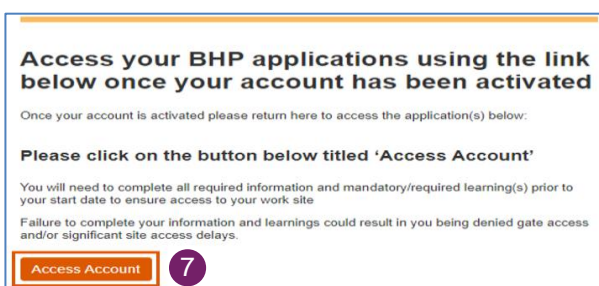 Access your BHP applications using the link
below once your account has been activated
Once your account is activated please return here to access the application(s) below:
Please click on the button below titled ‘Access Account’
You will need to complete all required information and mandatory/required learning(s) prior to
your start date to ensure access to your work site
Failure to complete your information and learnings could result in you being denied gate access
and/or significant site access delays.
Access Account 7